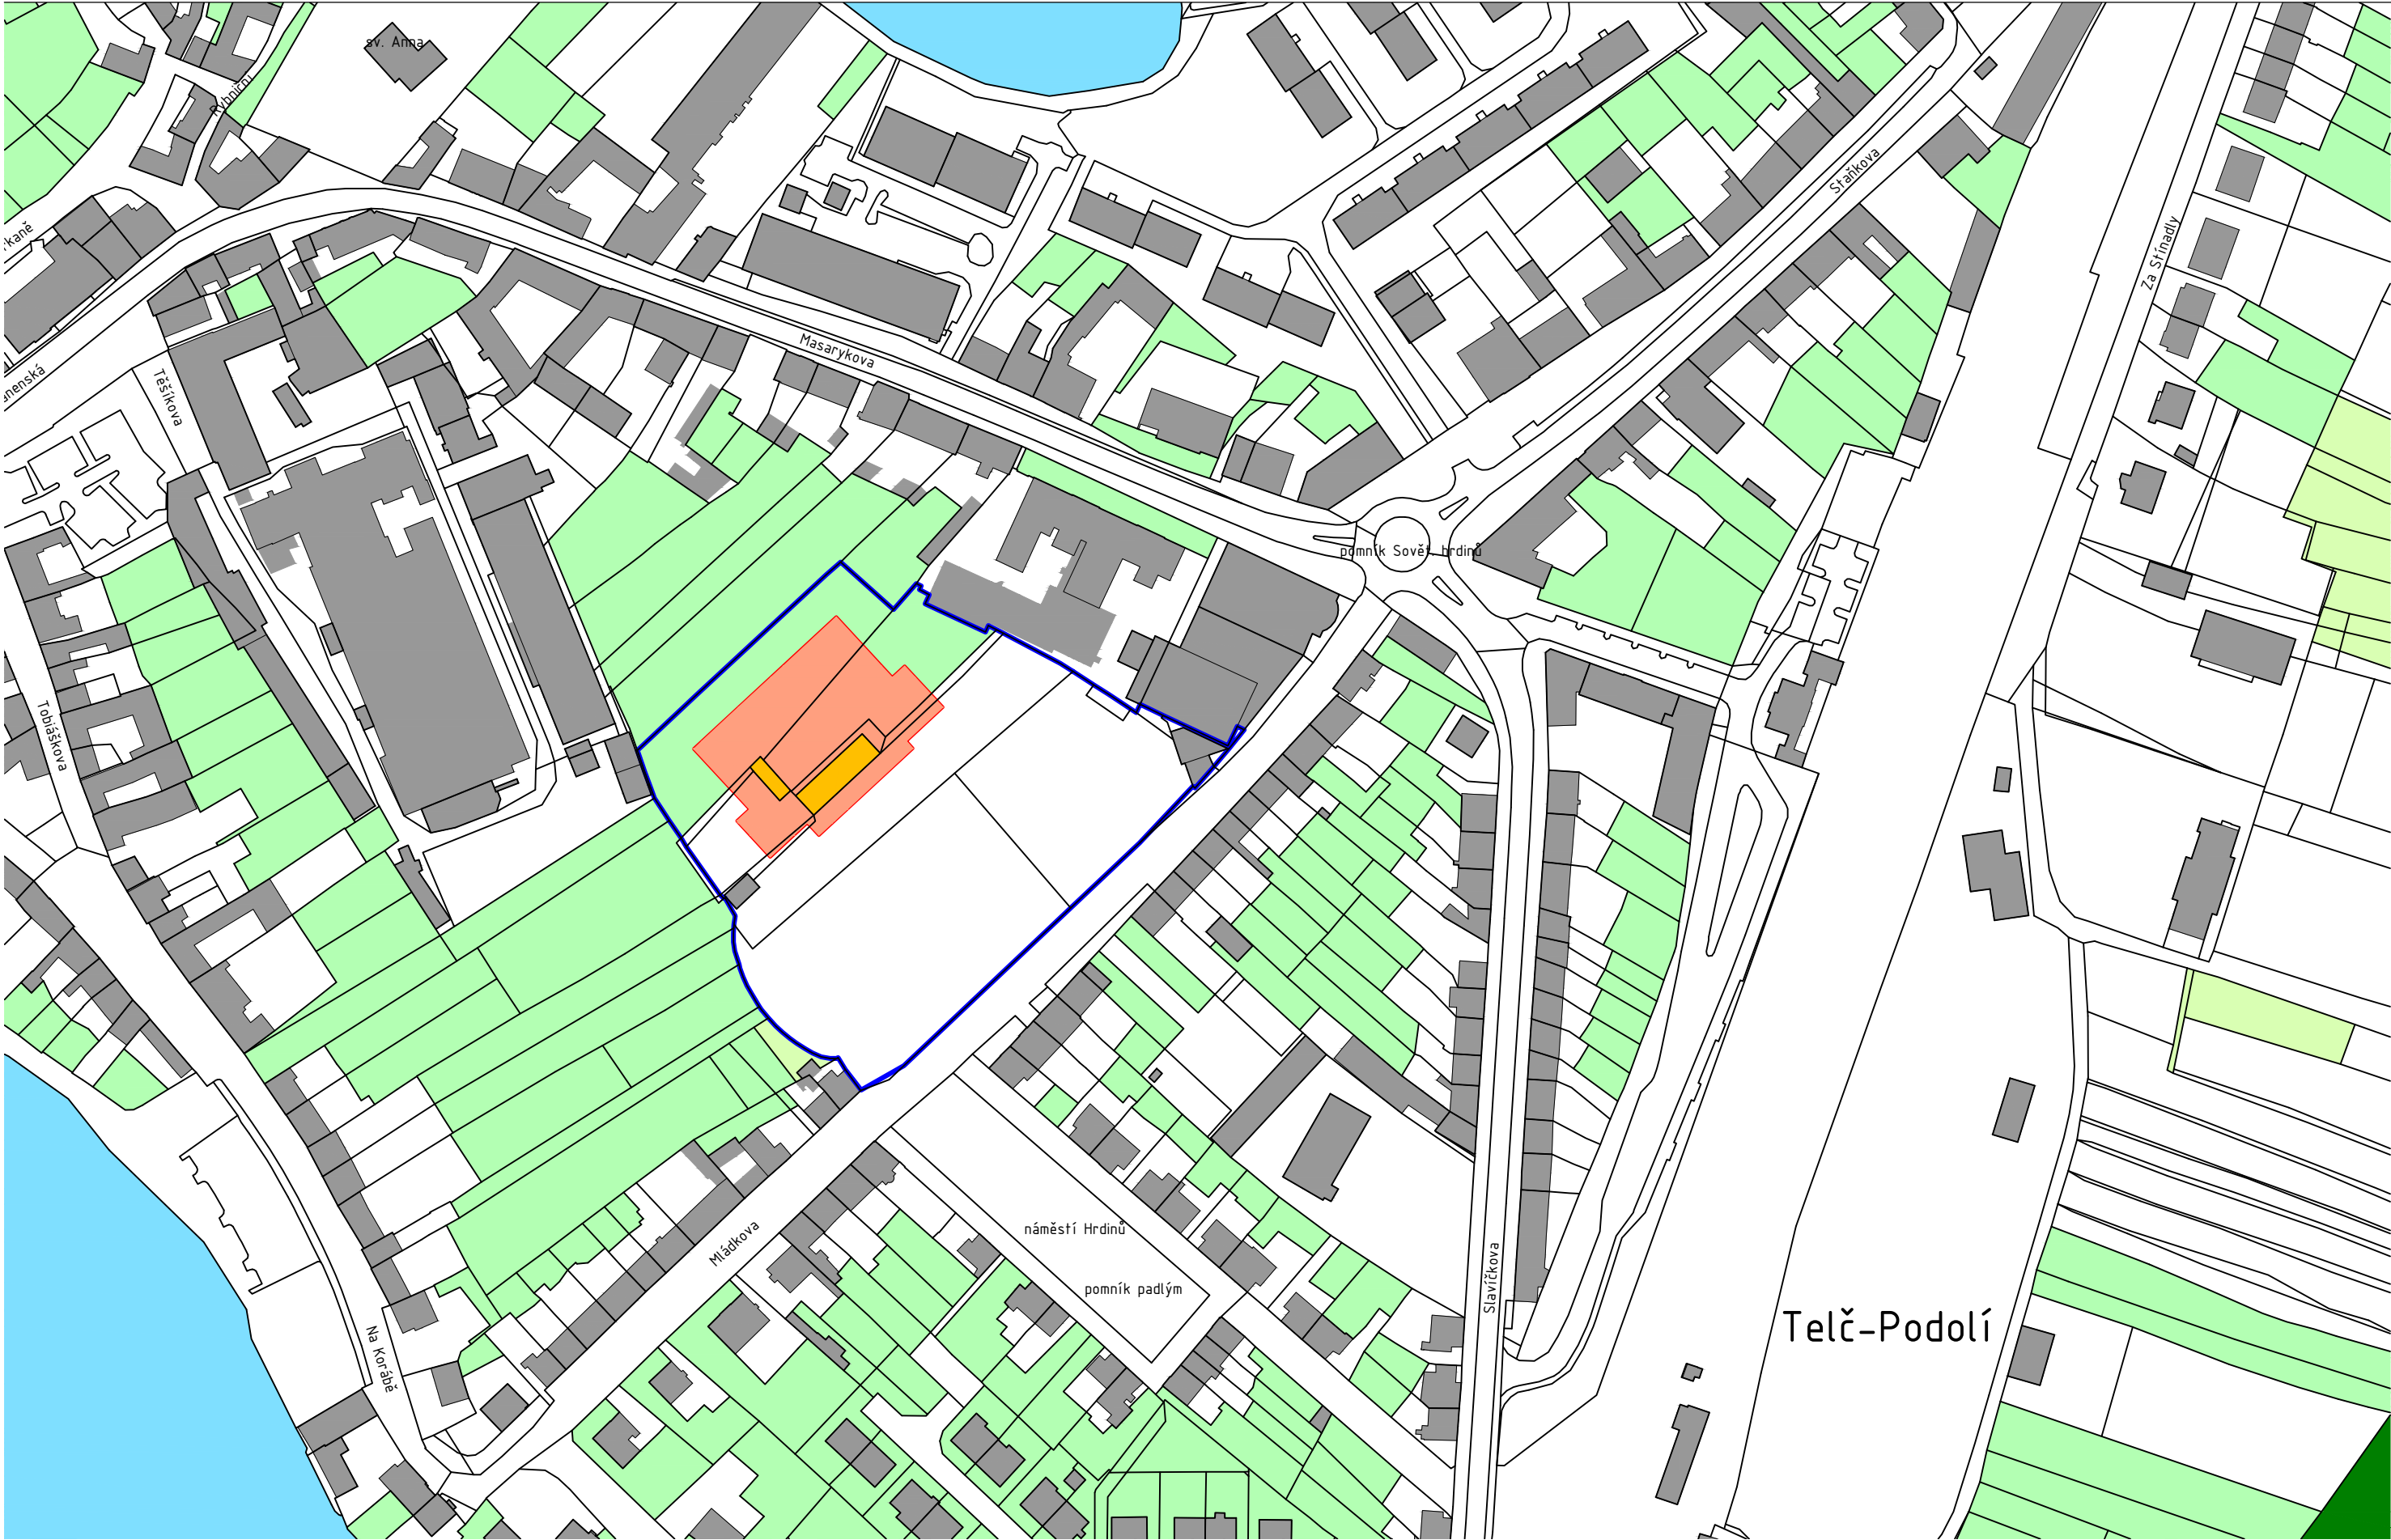 sv. Anna
Rybniční
Staňkova
Za Stínadly
Masarykova
Těšíkova
pomník Sovět. hrdinů
Tobiáškova
náměstí Hrdinů
Mládkova
pomník padlým
Slavíčkova
Telč-Podolí
Na Korábě